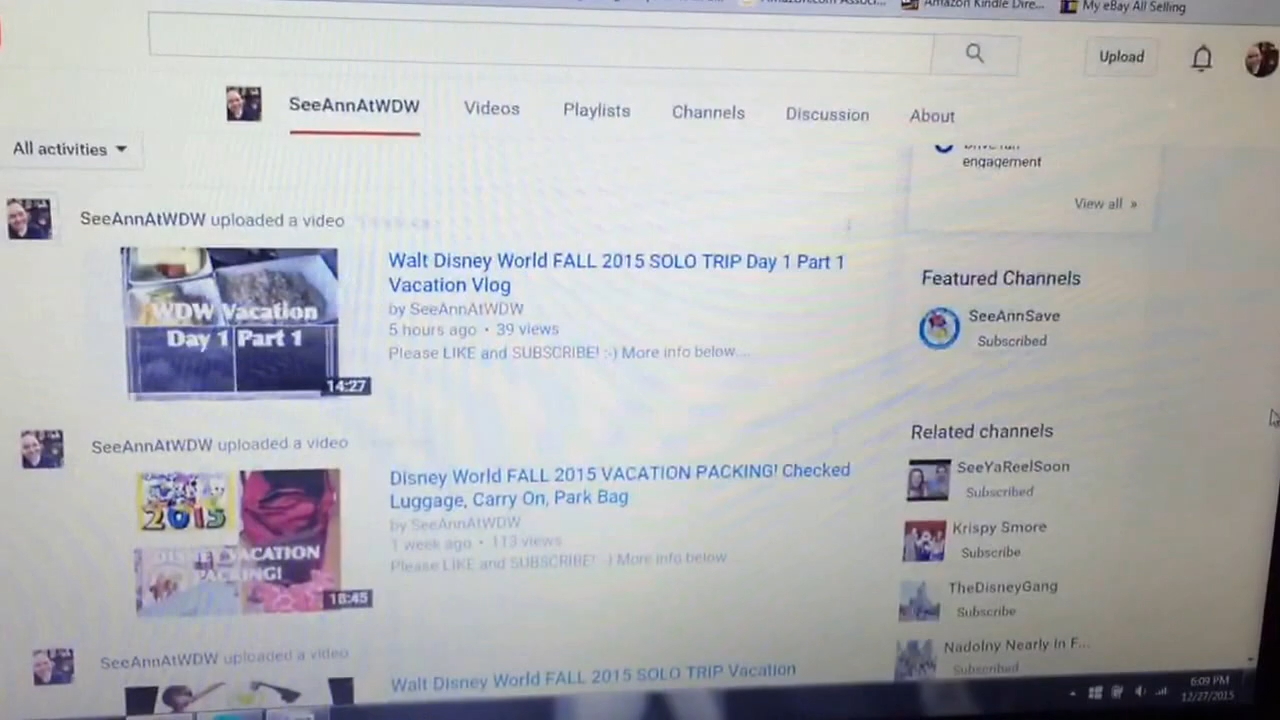 Amazon Kindle Dire...
My eBay All Selling
Upload
SeeAnnAtWDW Videos Playlists Channels Discussion About
All activities
engagement
View all »
SeeAnnAtWDW uploaded a video
WDW Vacation
Day 1 Part 1
14:27
Walt Disney World FALL 2015 SOLO TRIP Day 1 Part 1
Vacation Vlog
by SeeAnnAtWDW
5 hours ago • 39 views
Please LIKE and SUBSCRIBE! :-) More info below....
Featured Channels
SeeAnnSave
Subscribed
SeeAnnAtWDW uploaded a video
2015
VACATION
PACKING!
18:45
Disney World FALL 2015 VACATION PACKING! Checked
Luggage, Carry On, Park Bag
by SeeAnnAtWDW
1 week ago • 113 views
Please LIKE and SUBSCRIBE! :-) More info below
Related channels
SeeYaReelSoon
Subscribed
Krispy Smore
Subscribe
TheDisneyGang
Subscribe
Nadolny Nearly In F...
Subscribed
SeeAnnAtWDW uploaded a video
Walt Disney World FALL 2015 SOLO TRIP Vacation
6:09 PM
12/27/2015